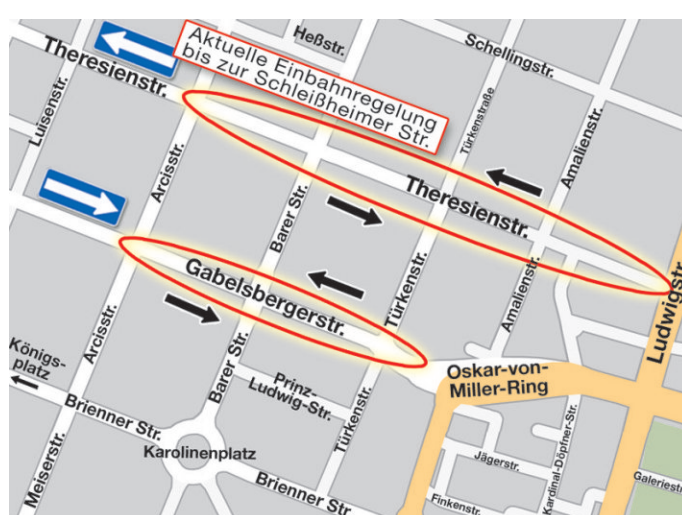 Heßstr.
Schellingstr.
Theresienstr.
Aktuelle Einbahnregelung
bis zur Schleißheimer Str.
Luisenstr.
Türkenstraße
Amalienstr.
Arcisstr.
Theresienstr.
Barer Str.
Gabelsbergerstr.
Türkenstr.
Amalienstr.
Ludwigstr.
Arcisstr.
Königs-
platz
Barer Str.
Prinz-
Ludwig-Str.
Oskar-von-
Miller-Ring
Brienner Str.
Türkenstr.
Karolinenplatz
Jägerstr.
Kardinal-Döpfner-Str.
Meiserstr.
Brienner Str.
Finkenstr.
Galeriestr